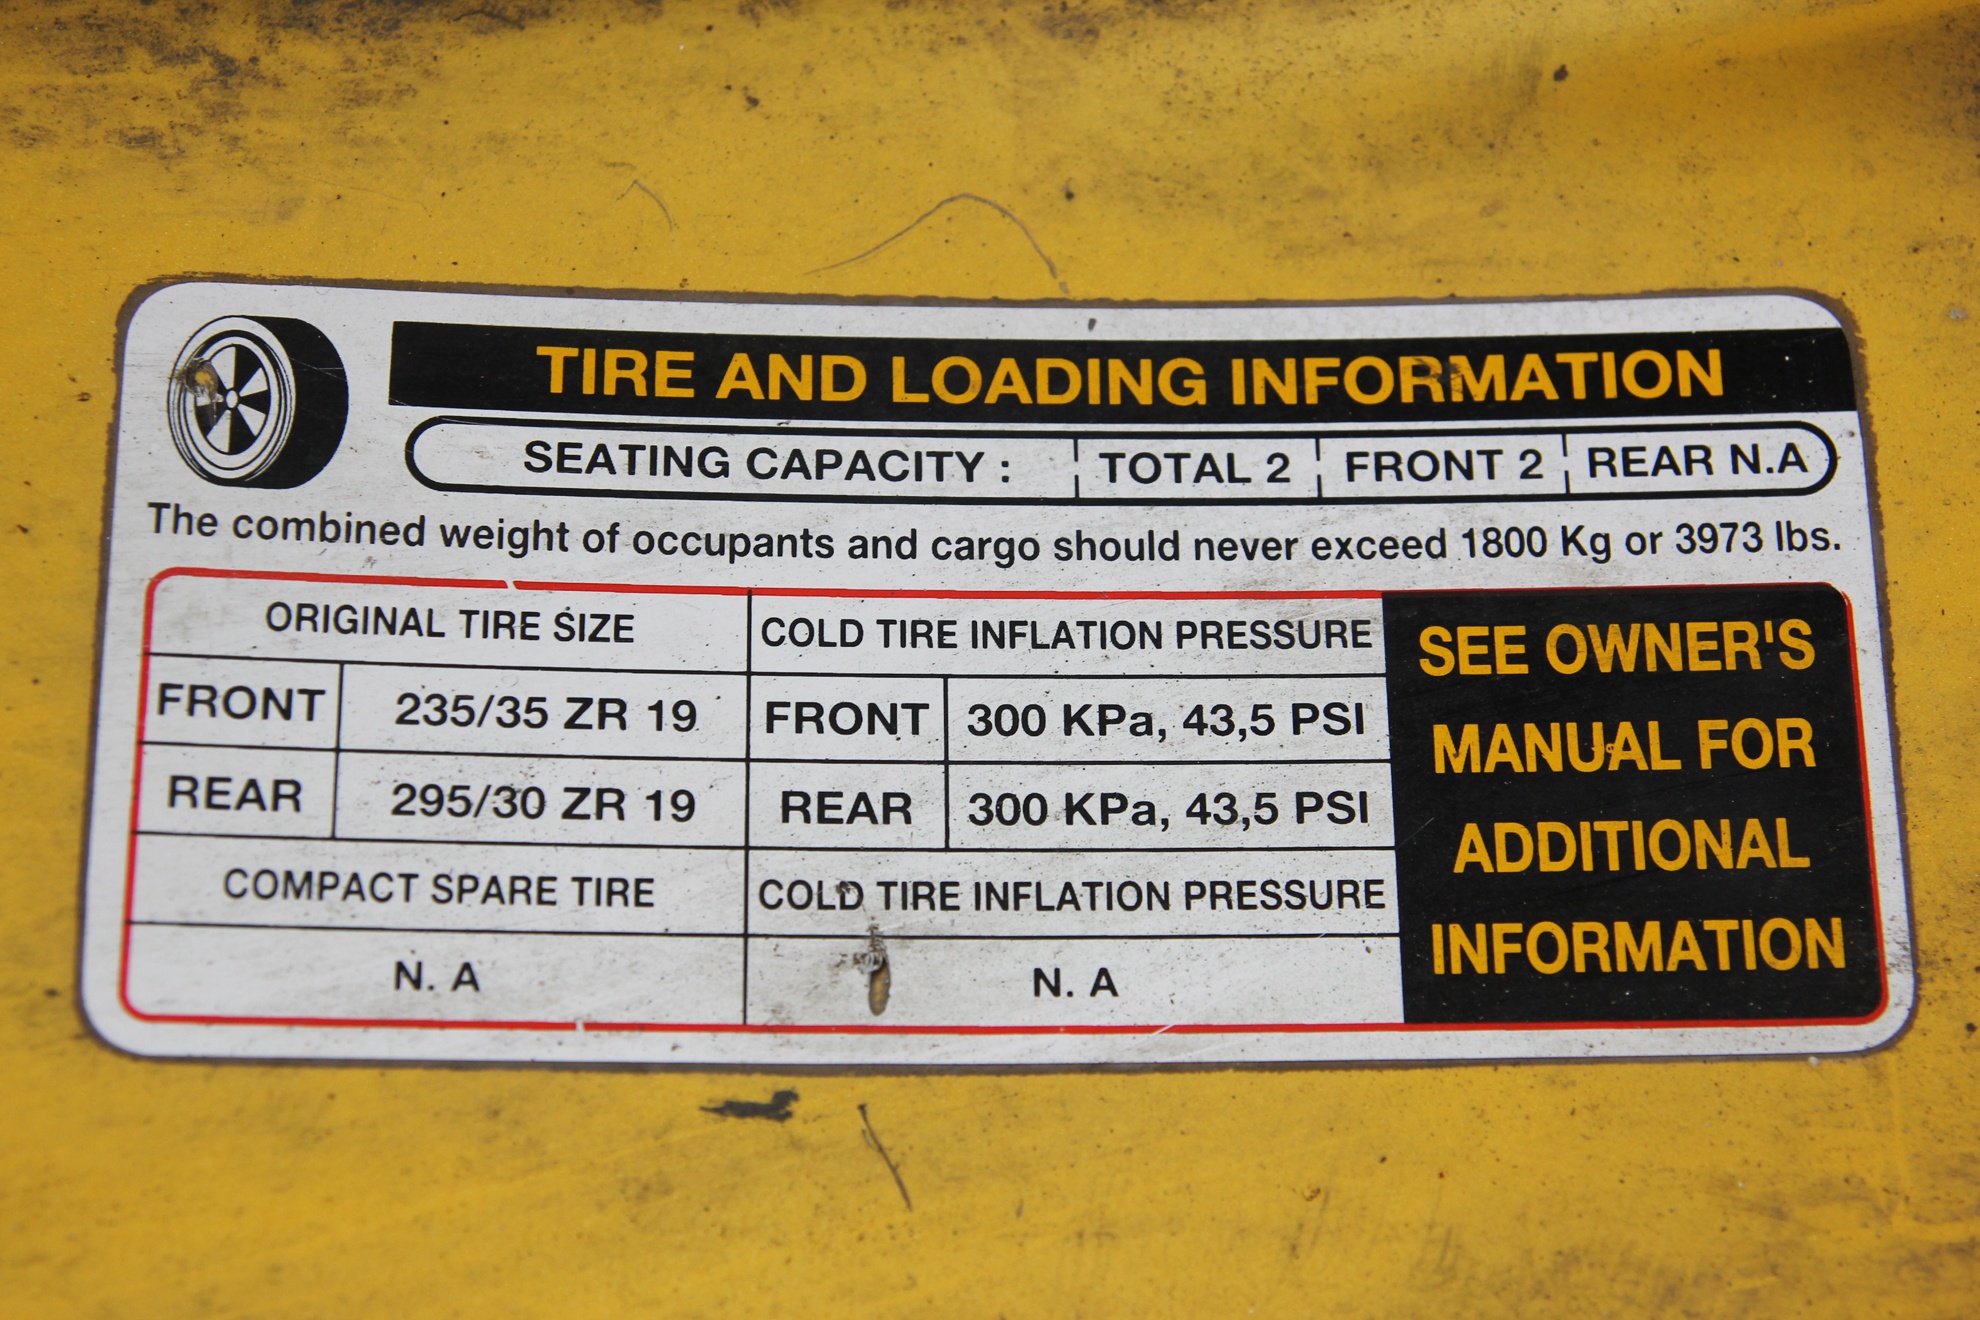 TIRE AND LOADING INFORMATION
SEATING CAPACITY : TOTAL 2 FRONT 2 REAR N.A
The combined weight of occupants and cargo should never exceed 1800 Kg or 3973 lbs.
ORIGINAL TIRE SIZE COLD TIRE INFLATION PRESSURE
FRONT 235/35 ZR 19 FRONT 300 KPa, 43,5 PSI
REAR 295/30 ZR 19 REAR 300 KPa, 43,5 PSI
COMPACT SPARE TIRE COLD TIRE INFLATION PRESSURE
N. A N. A
SEE OWNER'S
MANUAL FOR
ADDITIONAL
INFORMATION